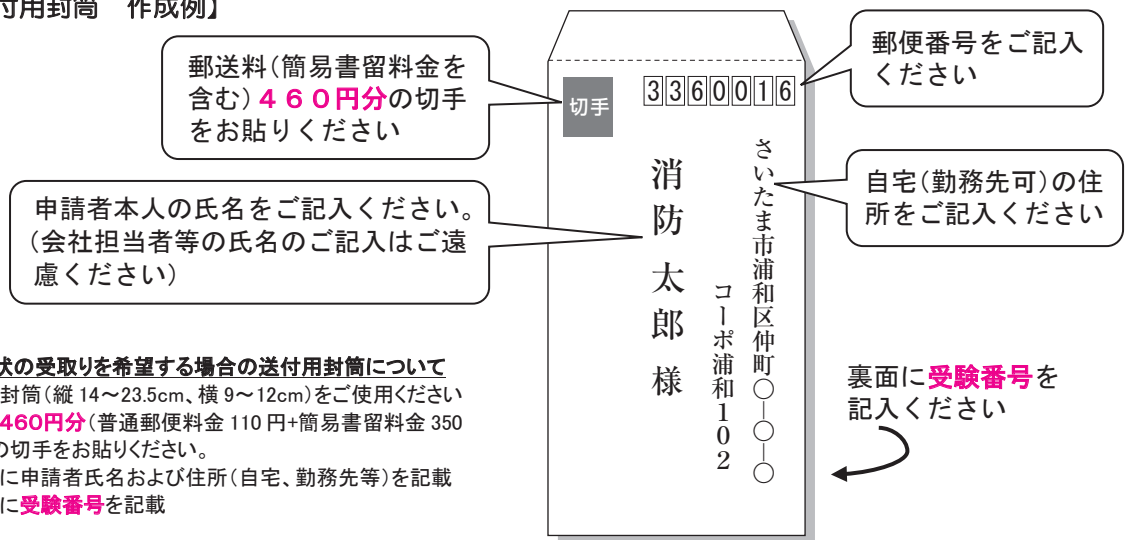 付用封筒　作成例】
郵送料（簡易書留料金を
含む）４６０円分の切手
をお貼りください
切手
3360016
郵便番号をご記入
ください
申請者本人の氏名をご記入ください。
（会社担当者等の氏名のご記入はご遠
慮ください）
自宅（勤務先可）の住
所をご記入ください
さいたま市浦和区仲町〇―〇―〇
コーポ浦和１０２
消防 太郎 様
状の受取りを希望する場合の送付用封筒について
封筒（縦 14～23.5cm、横 9～12cm）をご使用ください
460円分（普通郵便料金 110 円+簡易書留料金 350
の切手をお貼りください。
に申請者氏名および住所（自宅、勤務先等）を記載
に受験番号を記載
裏面に受験番号を
記入ください